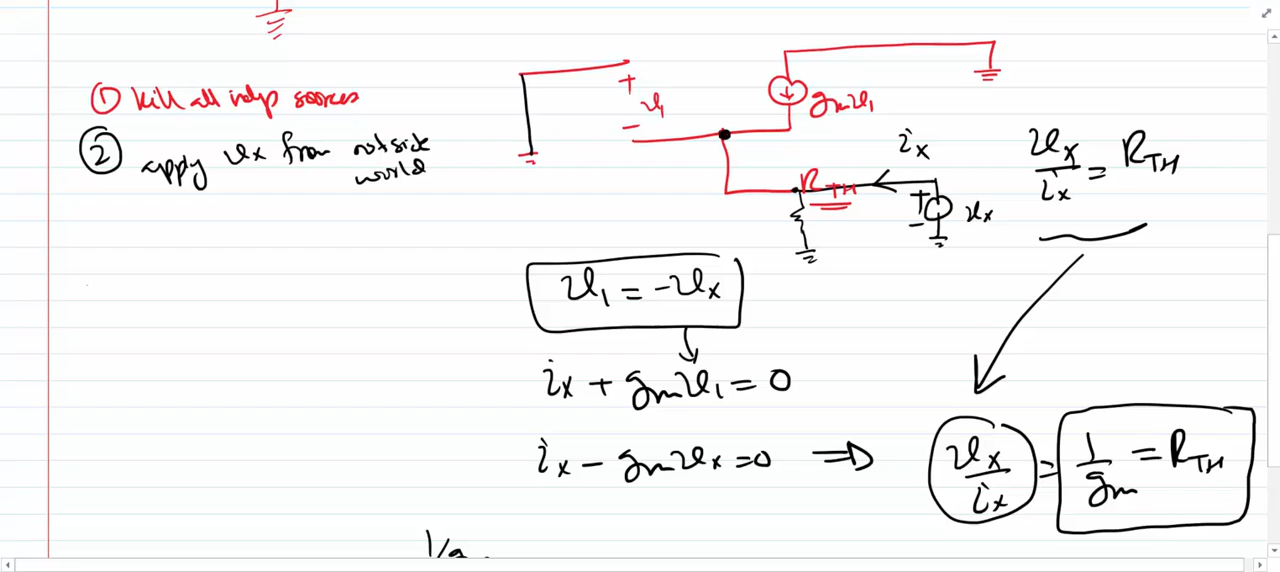 ① kill all indep sources
② apply vx from outside
world
+
v1
−
gmv1
ix
RTH
+
−
vx
vx/ix = RTH
v1 = −vx
ix + gmv1 = 0
ix − gmvx = 0 ⇒ vx/ix = 1/gm = RTH